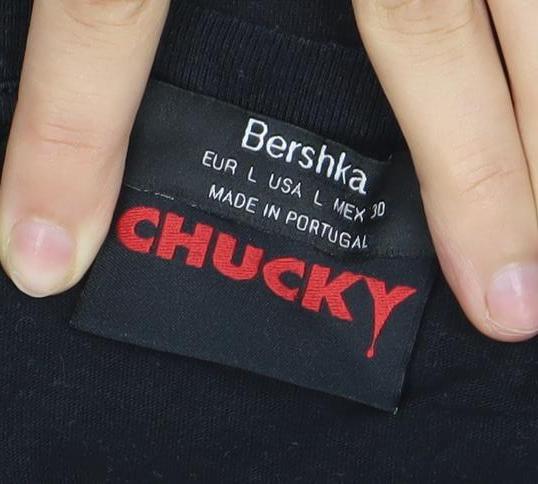 Bershka
EUR L USA L MEX 30
MADE IN PORTUGAL
CHUCKY